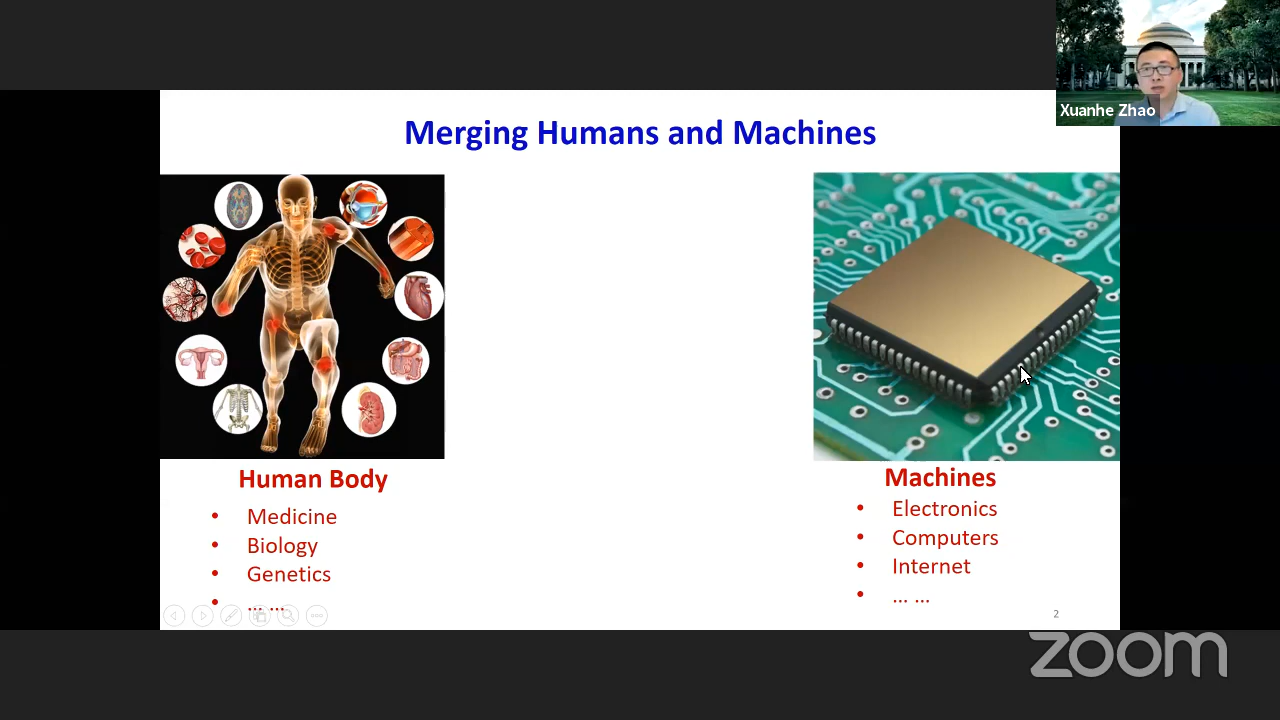 Xuanhe Zhao
Merging Humans and Machines
Human Body
• Medicine
• Biology
• Genetics
• ... ...
Machines
• Electronics
• Computers
• Internet
• ... ...
2
zoom